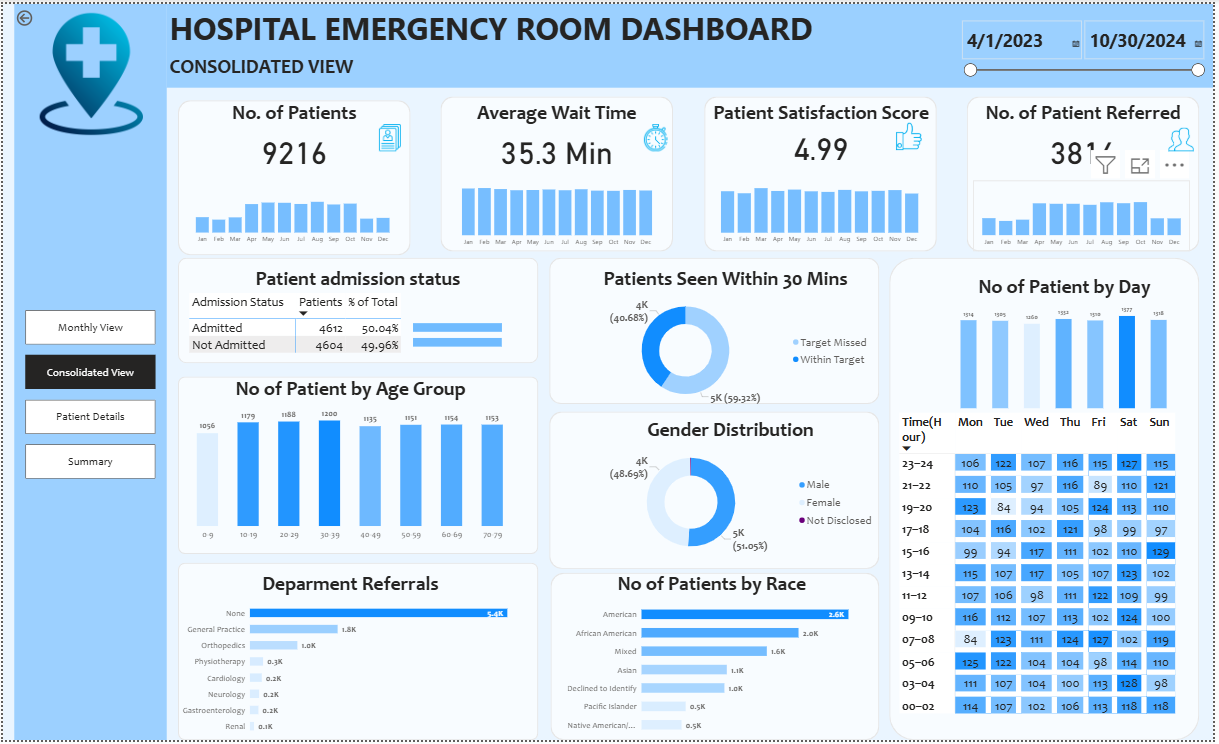 HOSPITAL EMERGENCY ROOM DASHBOARD
CONSOLIDATED VIEW
4/1/2023 10/30/2024
Monthly View
Consolidated View
Patient Details
Summary
No. of Patients
9216
Jan Feb Mar Apr May Jun Jul Aug Sep Oct Nov Dec
Average Wait Time
35.3 Min
Jan Feb Mar Apr May Jun Jul Aug Sep Oct Nov Dec
Patient Satisfaction Score
4.99
Jan Feb Mar Apr May Jun Jul Aug Sep Oct Nov Dec
No. of Patient Referred
Jan Feb Mar Apr May Jun Jul Aug Sep Oct Nov Dec
Patient admission status
Admission Status Patients % of Total
Admitted 4612 50.04%
Not Admitted 4604 49.96%
No of Patient by Age Group
1056 1179 1188 1200 1135 1151 1154 1153
0-9 10-19 20-29 30-39 40-49 50-59 60-69 70-79
Deparment Referrals
None 5.4K
General Practice 1.8K
Orthopedics 1.0K
Physiotherapy 0.3K
Cardiology 0.2K
Neurology 0.2K
Gastroenterology 0.2K
Renal 0.1K
Patients Seen Within 30 Mins
4K
(40.68%)
Target Missed
Within Target
5K (59.32%)
Gender Distribution
4K
(48.69%)
Male
Female
Not Disclosed
5K
(51.05%)
No of Patients by Race
American 2.6K
African American 2.0K
Mixed 1.6K
Asian 1.1K
Declined to Identify 1.0K
Pacific Islander 0.5K
Native American/... 0.5K
No of Patient by Day
1314 1305 1260 1332 1310 1377 1318
Time(H
our) Mon Tue Wed Thu Fri Sat Sun
23-24 106 122 107 116 115 127 115
21-22 110 105 97 116 89 110 121
19-20 123 84 94 105 124 113 110
17-18 104 116 102 121 98 99 97
15-16 99 94 117 111 102 110 129
13-14 115 107 117 105 107 123 102
11-12 107 106 98 111 122 109 99
09-10 116 112 107 113 102 124 100
07-08 84 123 111 124 127 102 119
05-06 125 122 104 104 98 114 110
03-04 111 107 104 100 113 128 98
00-02 114 107 102 106 113 118 118